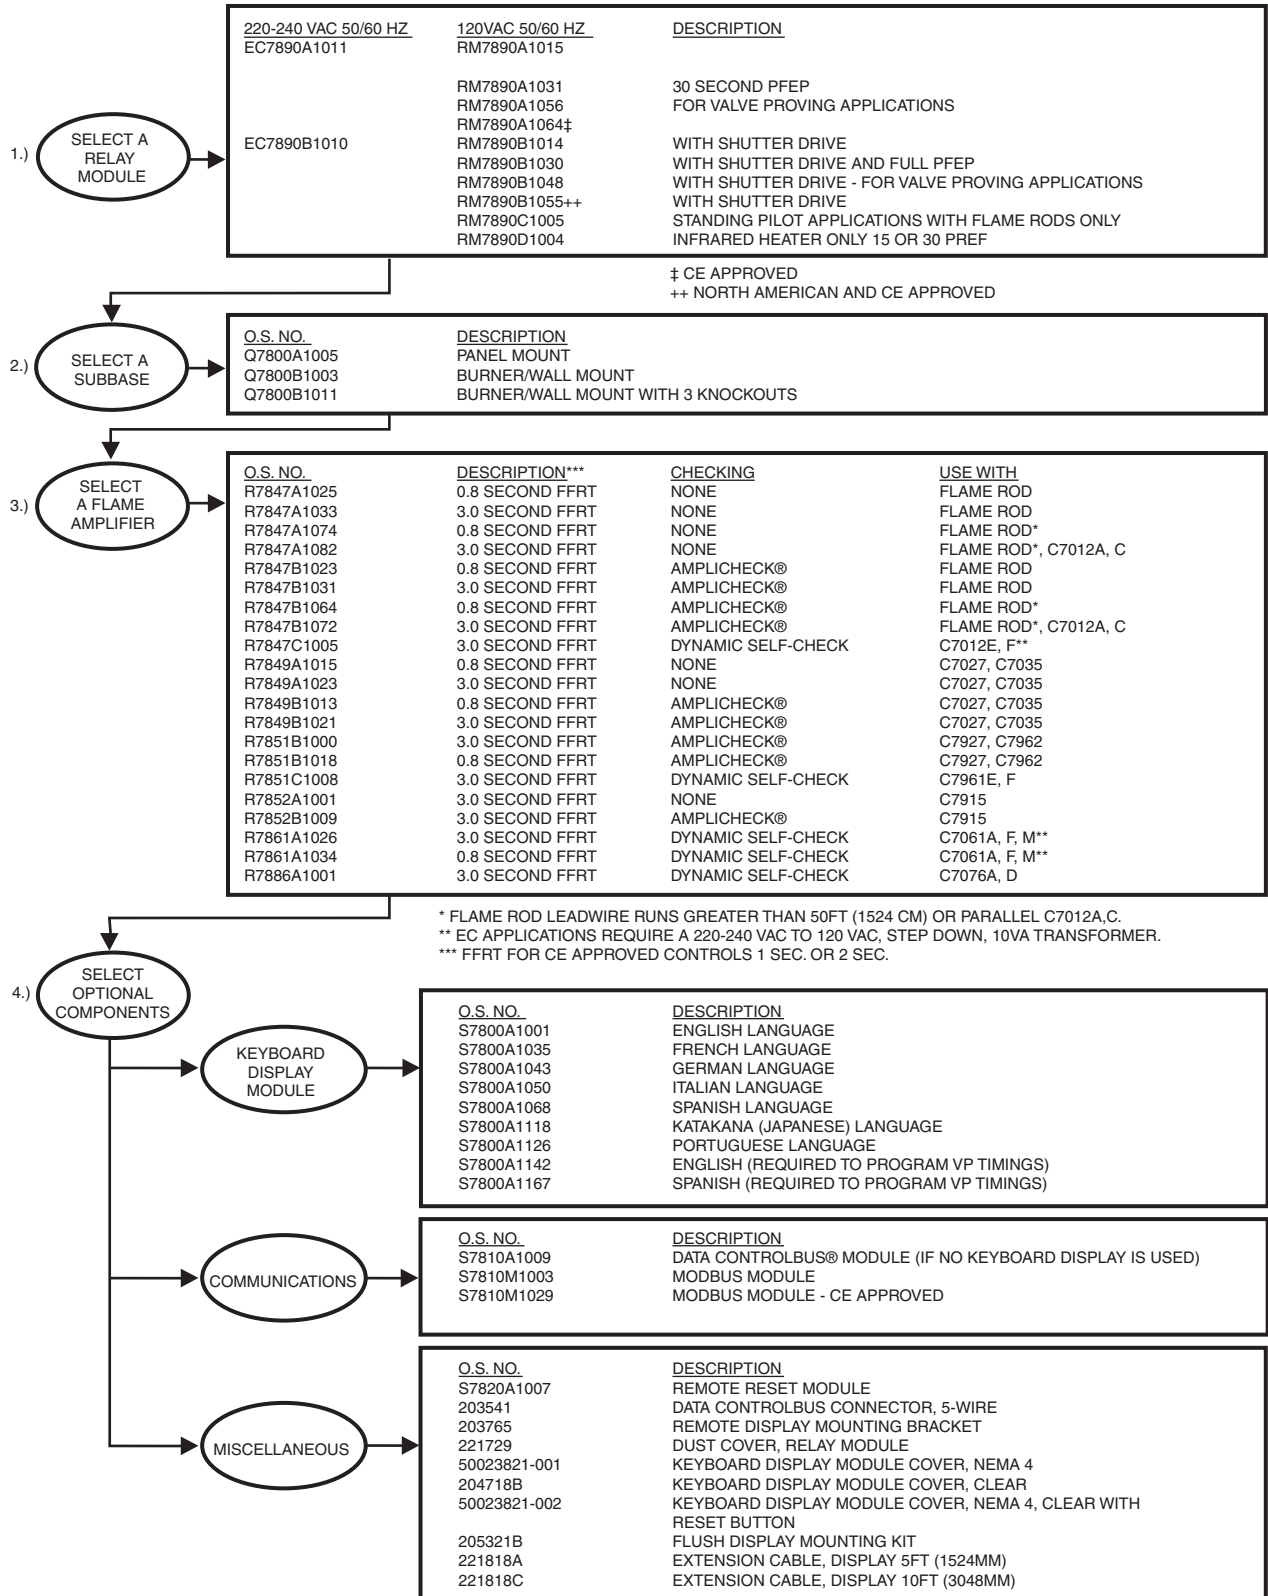 220-240 VAC 50/60 HZ 120VAC 50/60 HZ DESCRIPTION
EC7890A1011 RM7890A1015
RM7890A1031 30 SECOND PFEP
RM7890A1056 FOR VALVE PROVING APPLICATIONS
RM7890A1064‡
EC7890B1010 RM7890B1014 WITH SHUTTER DRIVE
RM7890B1030 WITH SHUTTER DRIVE AND FULL PFEP
RM7890B1048 WITH SHUTTER DRIVE - FOR VALVE PROVING APPLICATIONS
RM7890B1055++ WITH SHUTTER DRIVE
RM7890C1005 STANDING PILOT APPLICATIONS WITH FLAME RODS ONLY
RM7890D1004 INFRARED HEATER ONLY 15 OR 30 PREF
1.) SELECT A
RELAY
MODULE
‡ CE APPROVED
++ NORTH AMERICAN AND CE APPROVED
2.) SELECT A
SUBBASE
O.S. NO. DESCRIPTION
Q7800A1005 PANEL MOUNT
Q7800B1003 BURNER/WALL MOUNT
Q7800B1011 BURNER/WALL MOUNT WITH 3 KNOCKOUTS
3.) SELECT
A FLAME
AMPLIFIER
O.S. NO. DESCRIPTION*** CHECKING USE WITH
R7847A1025 0.8 SECOND FFRT NONE FLAME ROD
R7847A1033 3.0 SECOND FFRT NONE FLAME ROD
R7847A1074 0.8 SECOND FFRT NONE FLAME ROD*
R7847A1082 3.0 SECOND FFRT NONE FLAME ROD*, C7012A, C
R7847B1023 0.8 SECOND FFRT AMPLICHECK® FLAME ROD
R7847B1031 3.0 SECOND FFRT AMPLICHECK® FLAME ROD
R7847B1064 0.8 SECOND FFRT AMPLICHECK® FLAME ROD*
R7847B1072 3.0 SECOND FFRT AMPLICHECK® FLAME ROD*, C7012A, C
R7847C1005 3.0 SECOND FFRT DYNAMIC SELF-CHECK C7012E, F**
R7849A1015 0.8 SECOND FFRT NONE C7027, C7035
R7849A1023 3.0 SECOND FFRT NONE C7027, C7035
R7849B1013 0.8 SECOND FFRT AMPLICHECK® C7027, C7035
R7849B1021 3.0 SECOND FFRT AMPLICHECK® C7027, C7035
R7851B1000 3.0 SECOND FFRT AMPLICHECK® C7927, C7962
R7851B1018 0.8 SECOND FFRT AMPLICHECK® C7927, C7962
R7851C1008 3.0 SECOND FFRT DYNAMIC SELF-CHECK C7961E, F
R7852A1001 3.0 SECOND FFRT NONE C7915
R7852B1009 3.0 SECOND FFRT AMPLICHECK® C7915
R7861A1026 3.0 SECOND FFRT DYNAMIC SELF-CHECK C7061A, F, M**
R7861A1034 0.8 SECOND FFRT DYNAMIC SELF-CHECK C7061A, F, M**
R7886A1001 3.0 SECOND FFRT DYNAMIC SELF-CHECK C7076A, D
* FLAME ROD LEADWIRE RUNS GREATER THAN 50FT (1524 CM) OR PARALLEL C7012A,C.
** EC APPLICATIONS REQUIRE A 220-240 VAC TO 120 VAC, STEP DOWN, 10VA TRANSFORMER.
*** FFRT FOR CE APPROVED CONTROLS 1 SEC. OR 2 SEC.
4.) SELECT
OPTIONAL
COMPONENTS
KEYBOARD
DISPLAY
MODULE
O.S. NO. DESCRIPTION
S7800A1001 ENGLISH LANGUAGE
S7800A1035 FRENCH LANGUAGE
S7800A1043 GERMAN LANGUAGE
S7800A1050 ITALIAN LANGUAGE
S7800A1068 SPANISH LANGUAGE
S7800A1118 KATAKANA (JAPANESE) LANGUAGE
S7800A1126 PORTUGUESE LANGUAGE
S7800A1142 ENGLISH (REQUIRED TO PROGRAM VP TIMINGS)
S7800A1167 SPANISH (REQUIRED TO PROGRAM VP TIMINGS)
COMMUNICATIONS
O.S. NO. DESCRIPTION
S7810A1009 DATA CONTROLBUS® MODULE (IF NO KEYBOARD DISPLAY IS USED)
S7810M1003 MODBUS MODULE
S7810M1029 MODBUS MODULE - CE APPROVED
MISCELLANEOUS
O.S. NO. DESCRIPTION
S7820A1007 REMOTE RESET MODULE
203541 DATA CONTROLBUS CONNECTOR, 5-WIRE
203765 REMOTE DISPLAY MOUNTING BRACKET
221729 DUST COVER, RELAY MODULE
50023821-001 KEYBOARD DISPLAY MODULE COVER, NEMA 4
204718B KEYBOARD DISPLAY MODULE COVER, CLEAR
50023821-002 KEYBOARD DISPLAY MODULE COVER, NEMA 4, CLEAR WITH
RESET BUTTON
205321B FLUSH DISPLAY MOUNTING KIT
221818A EXTENSION CABLE, DISPLAY 5FT (1524MM)
221818C EXTENSION CABLE, DISPLAY 10FT (3048MM)